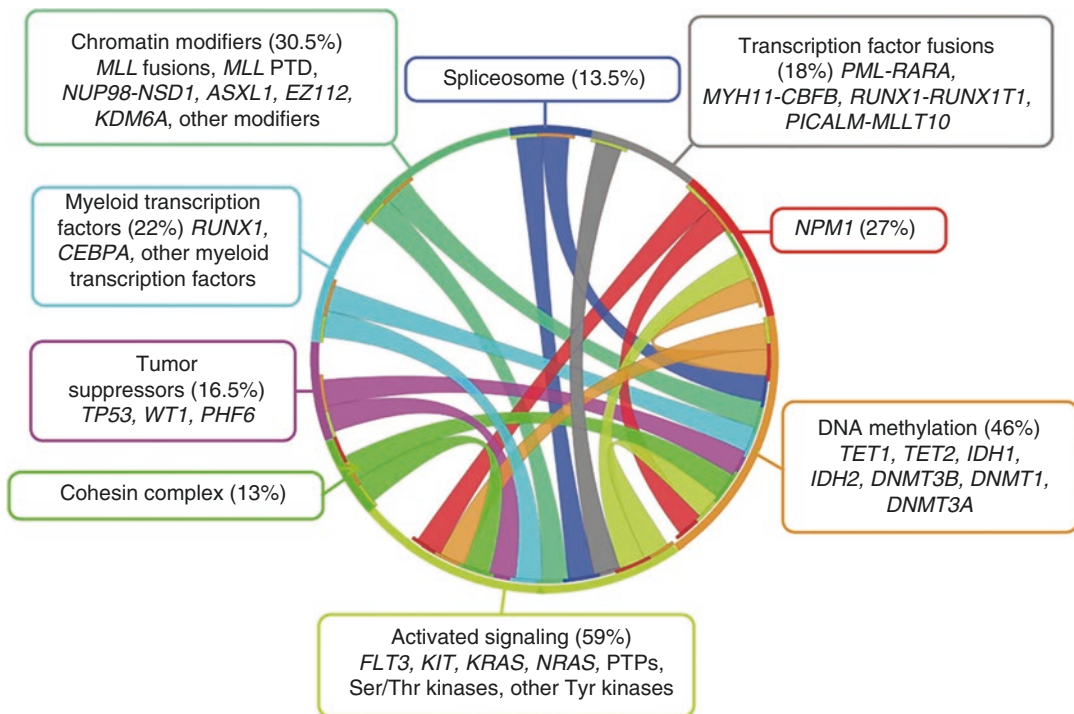 Chromatin modifiers (30.5%)
MLL fusions, MLL PTD,
NUP98-NSD1, ASXL1, EZ112,
KDM6A, other modifiers
Spliceosome (13.5%)
Transcription factor fusions
(18%) PML-RARA,
MYH11-CBFB, RUNX1-RUNX1T1,
PICALM-MLLT10
Myeloid transcription
factors (22%) RUNX1,
CEBPA, other myeloid
transcription factors
NPM1 (27%)
Tumor
suppressors (16.5%)
TP53, WT1, PHF6
DNA methylation (46%)
TET1, TET2, IDH1,
IDH2, DNMT3B, DNMT1,
DNMT3A
Cohesin complex (13%)
Activated signaling (59%)
FLT3, KIT, KRAS, NRAS, PTPs,
Ser/Thr kinases, other Tyr kinases